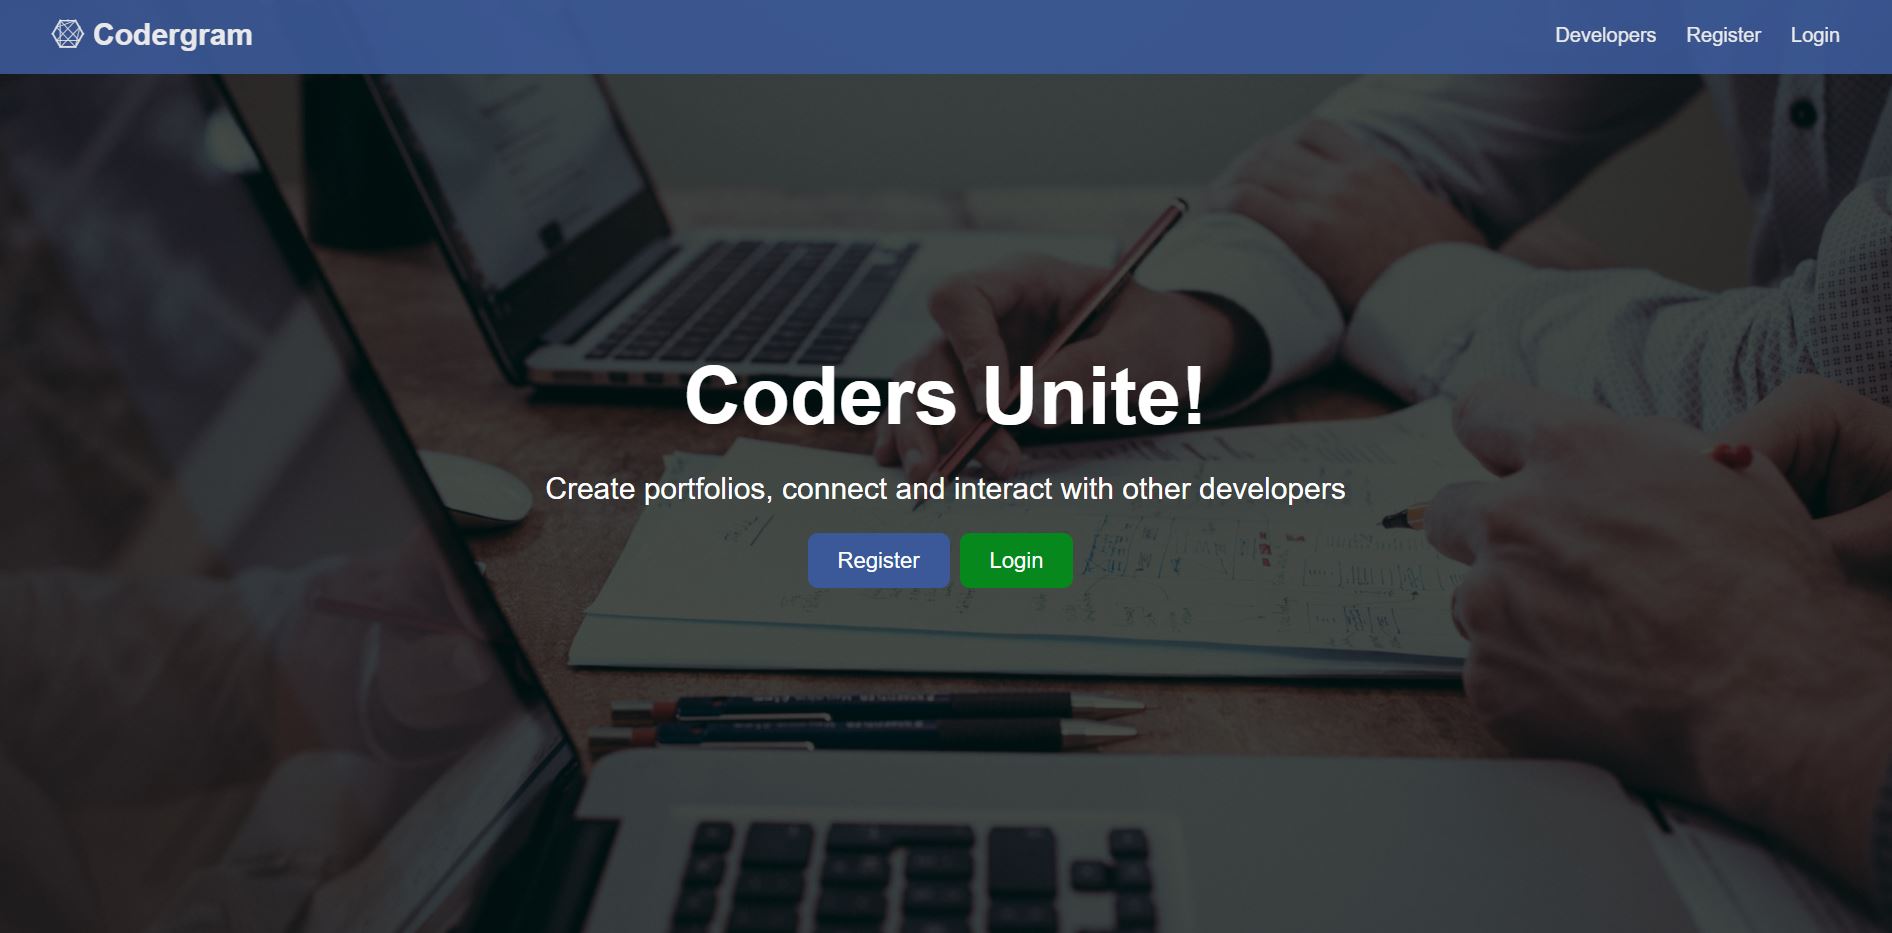 Codergram
Developers Register Login
Coders Unite!
Create portfolios, connect and interact with other developers
Register Login